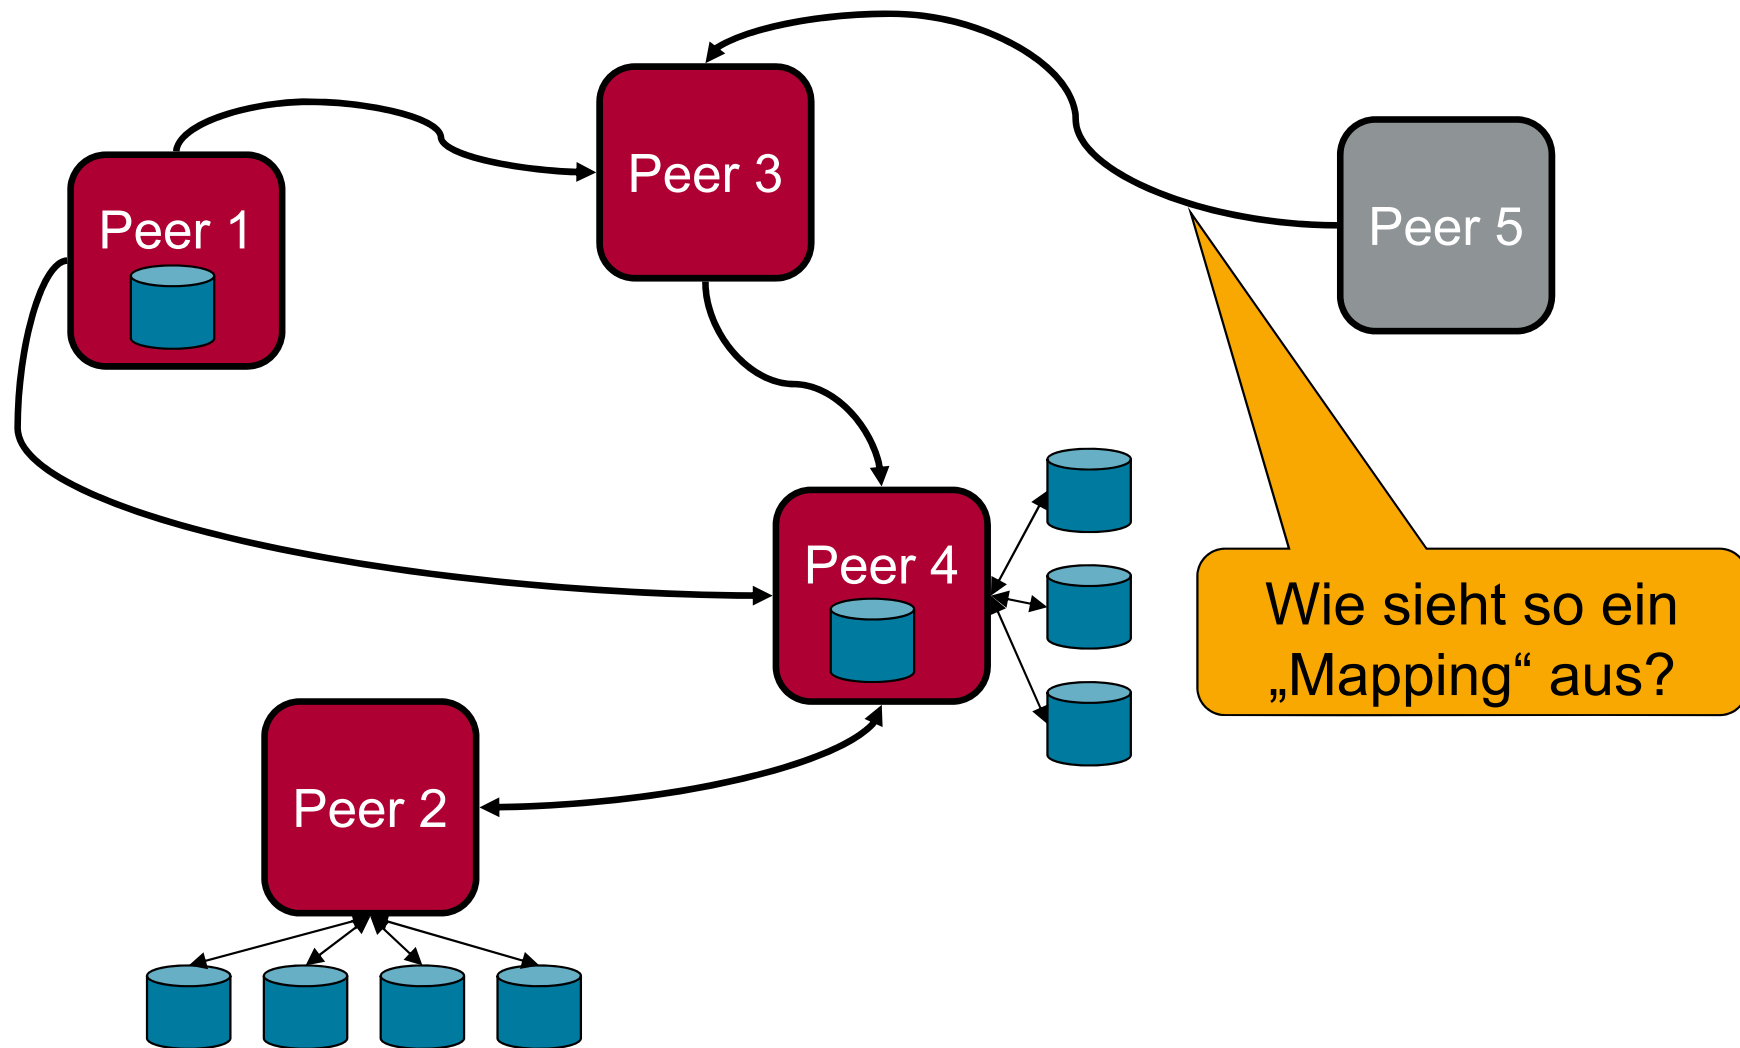 Peer 3
Peer 1
Peer 5
Peer 4
Wie sieht so ein
„Mapping“ aus?
Peer 2